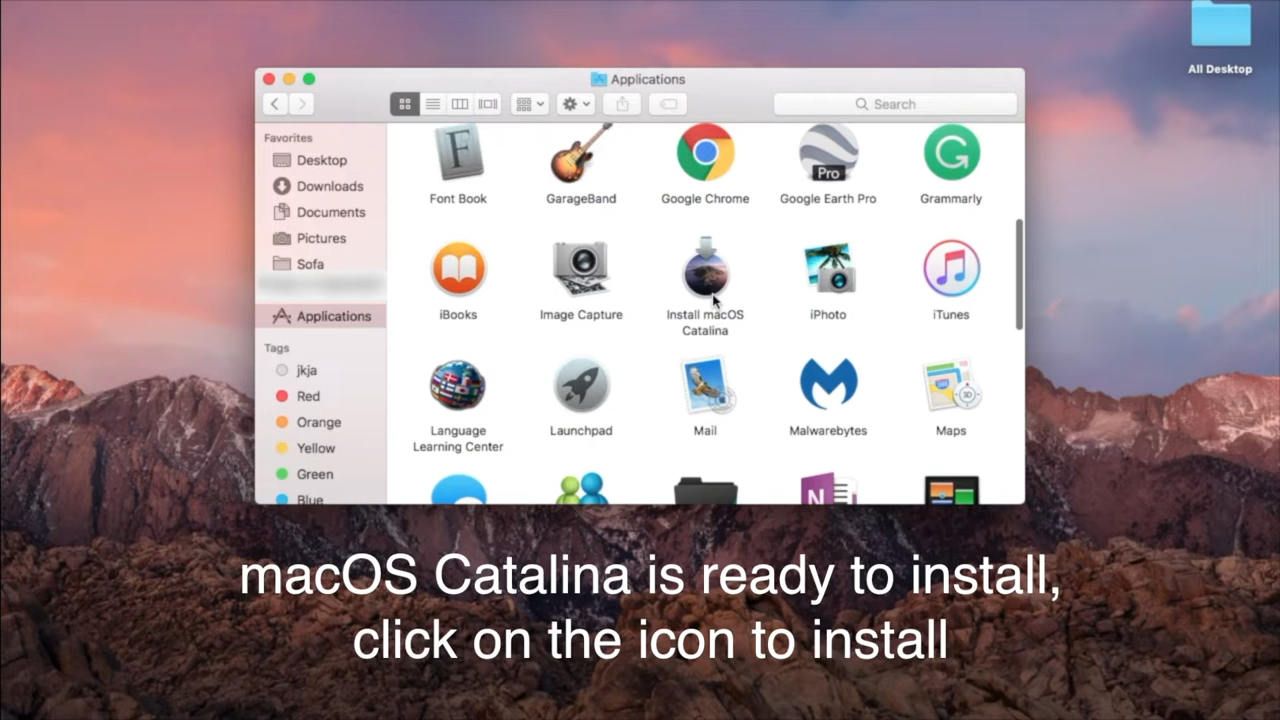 All Desktop
Applications
Search
Favorites
Desktop
Downloads
Documents
Pictures
Sofa
Applications
Tags
jkja
Red
Orange
Yellow
Green
Blue
F
Font Book
GarageBand
Google Chrome
Pro
Google Earth Pro
G
Grammarly
iBooks
Image Capture
Install macOS
Catalina
iPhoto
iTunes
Language
Learning Center
Launchpad
Mail
Malwarebytes
3D
Maps
N
macOS Catalina is ready to install,
click on the icon to install